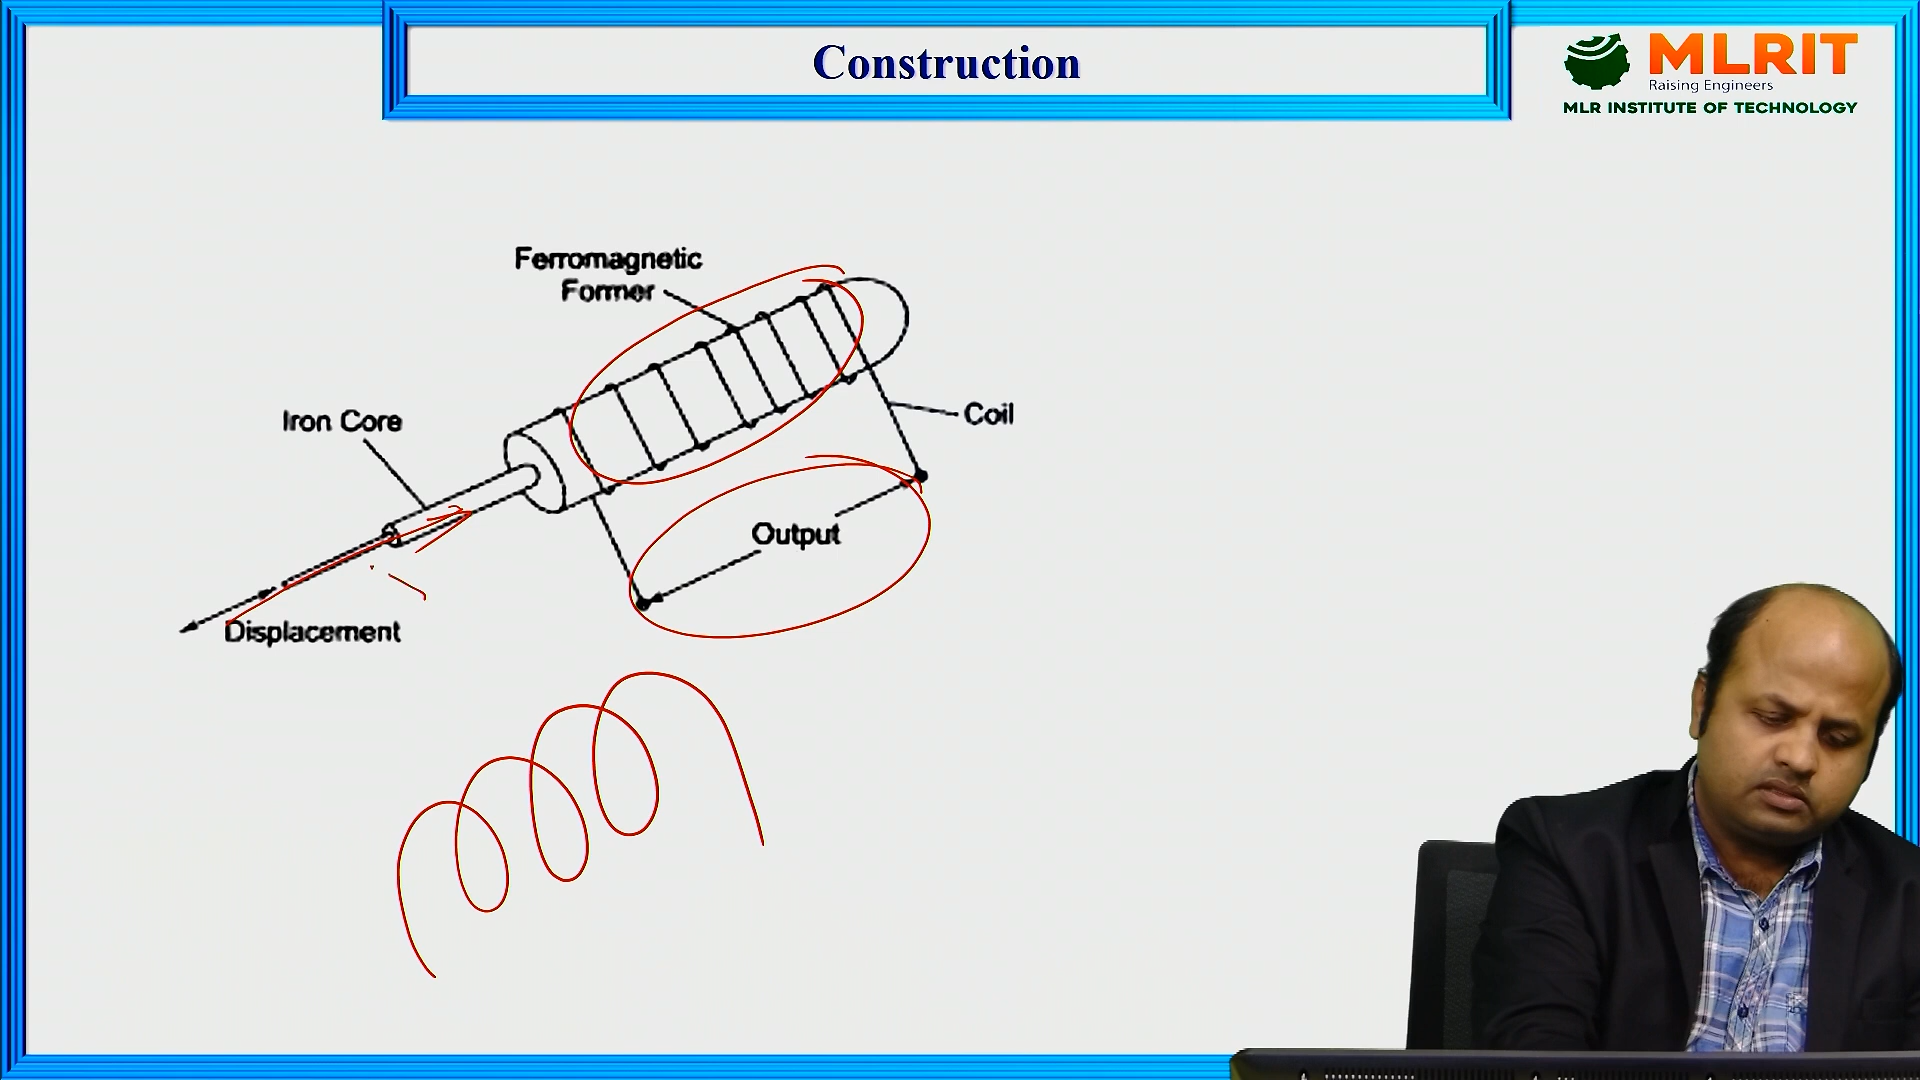 Construction
MLRIT
Raising Engineers
MLR INSTITUTE OF TECHNOLOGY
Ferromagnetic
Former
Iron Core
Coil
Output
Displacement